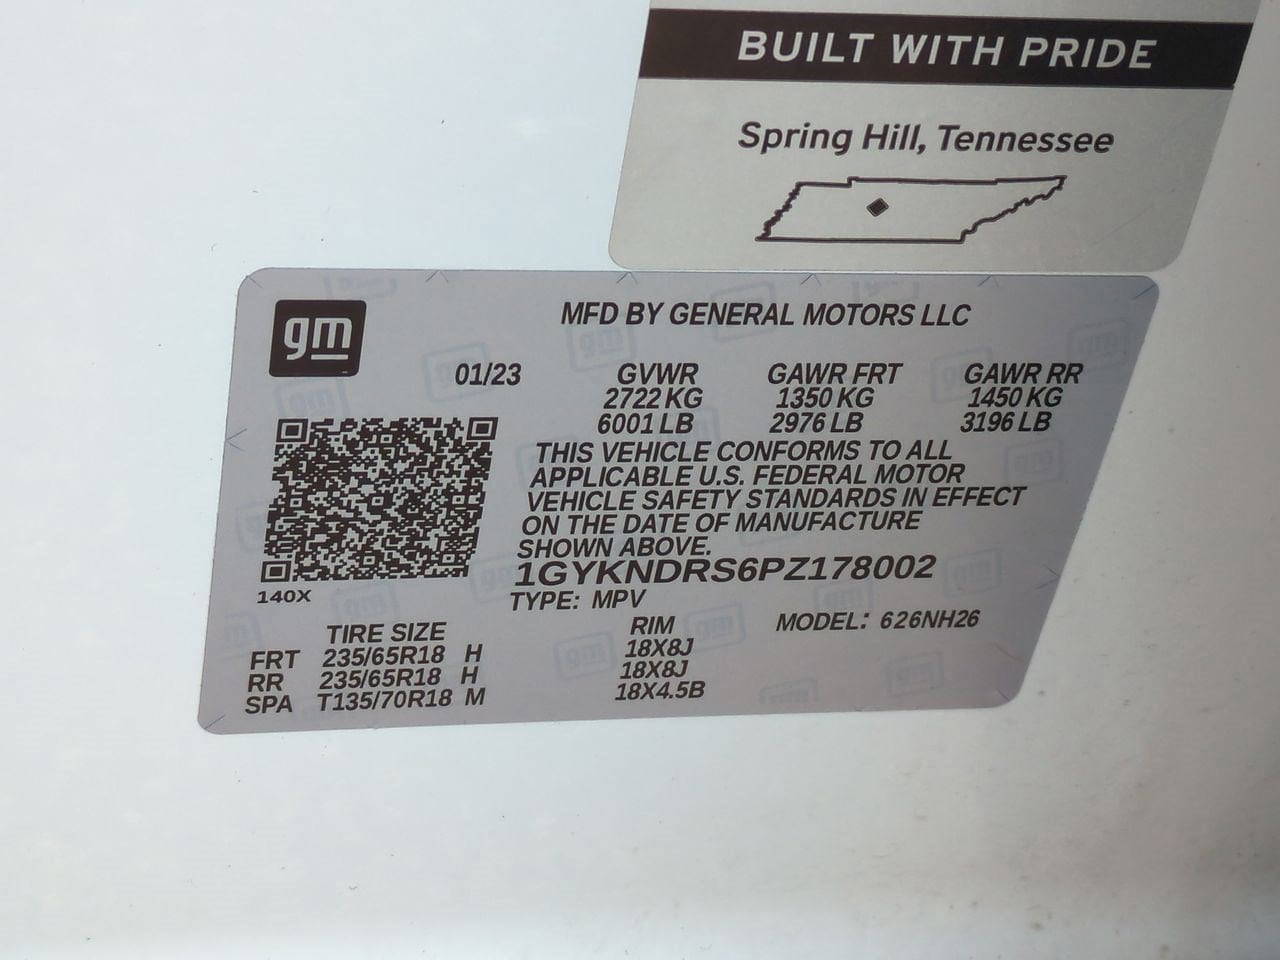 BUILT WITH PRIDE
Spring Hill, Tennessee
gm
MFD BY GENERAL MOTORS LLC
01/23 GVWR GAWR FRT GAWR RR
2722 KG 1350 KG 1450 KG
6001 LB 2976 LB 3196 LB
THIS VEHICLE CONFORMS TO ALL
APPLICABLE U.S. FEDERAL MOTOR
VEHICLE SAFETY STANDARDS IN EFFECT
ON THE DATE OF MANUFACTURE
SHOWN ABOVE.
1GYKNDRS6PZ178002
140X
TYPE: MPV
MODEL: 626NH26
TIRE SIZE RIM
FRT 235/65R18 H 18X8J
RR 235/65R18 H 18X8J
SPA T135/70R18 M 18X4.5B